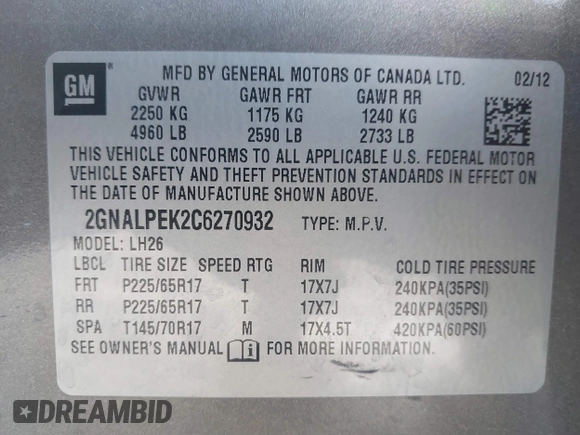 GM ® MFD BY GENERAL MOTORS OF CANADA LTD. 02/12
GVWR GAWR FRT GAWR RR
2250 KG 1175 KG 1240 KG
4960 LB 2590 LB 2733 LB
THIS VEHICLE CONFORMS TO ALL APPLICABLE U.S. FEDERAL MOTOR
VEHICLE SAFETY AND THEFT PREVENTION STANDARDS IN EFFECT ON
THE DATE OF MANUFACTURE SHOWN ABOVE.
2GNALPEK2C6270932 TYPE: M.P.V.
MODEL: LH26
LBCL TIRE SIZE SPEED RTG RIM COLD TIRE PRESSURE
FRT P225/65R17 T 17X7J 240KPA(35PSI)
RR P225/65R17 T 17X7J 240KPA(35PSI)
SPA T145/70R17 M 17X4.5T 420KPA(60PSI)
SEE OWNER'S MANUAL FOR MORE INFORMATION.
DREAMBID